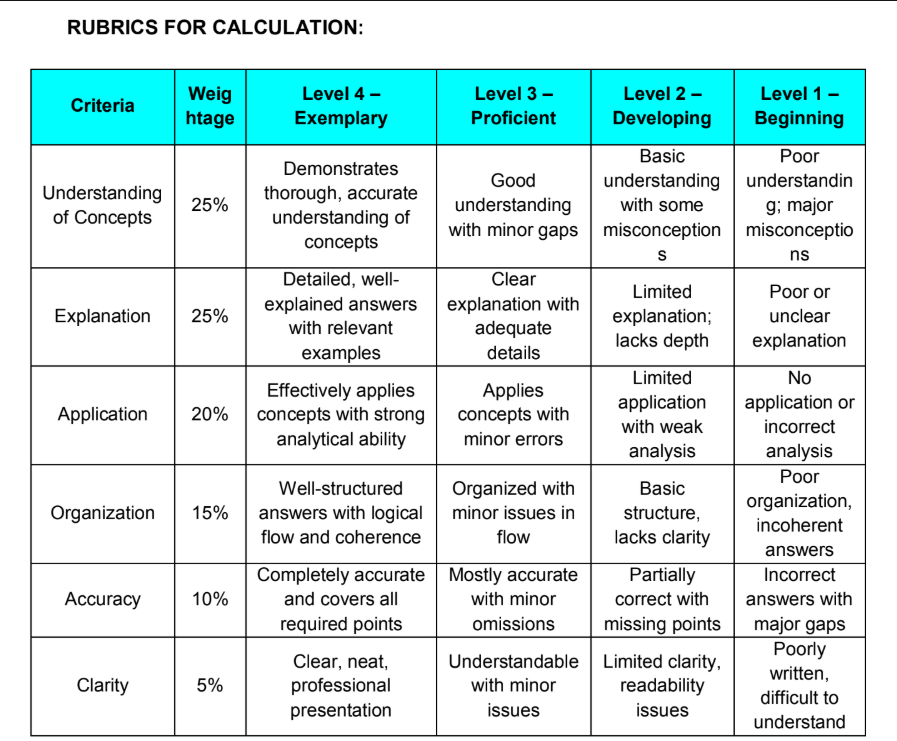 RUBRICS FOR CALCULATION:
Criteria
Weig
htage
Level 4 –
Exemplary
Level 3 –
Proficient
Level 2 –
Developing
Level 1 –
Beginning
Understanding
of Concepts
25%
Demonstrates
thorough, accurate
understanding of
concepts
Good
understanding
with minor gaps
Basic
understanding
with some
misconception
s
Poor
understandin
g; major
misconceptio
ns
Explanation
25%
Detailed, well-
explained answers
with relevant
examples
Clear
explanation with
adequate
details
Limited
explanation;
lacks depth
Poor or
unclear
explanation
Application
20%
Effectively applies
concepts with strong
analytical ability
Applies
concepts with
minor errors
Limited
application
with weak
analysis
No
application or
incorrect
analysis
Organization
15%
Well-structured
answers with logical
flow and coherence
Organized with
minor issues in
flow
Basic
structure,
lacks clarity
Poor
organization,
incoherent
answers
Accuracy
10%
Completely accurate
and covers all
required points
Mostly accurate
with minor
omissions
Partially
correct with
missing points
Incorrect
answers with
major gaps
Clarity
5%
Clear, neat,
professional
presentation
Understandable
with minor
issues
Limited clarity,
readability
issues
Poorly
written,
difficult to
understand